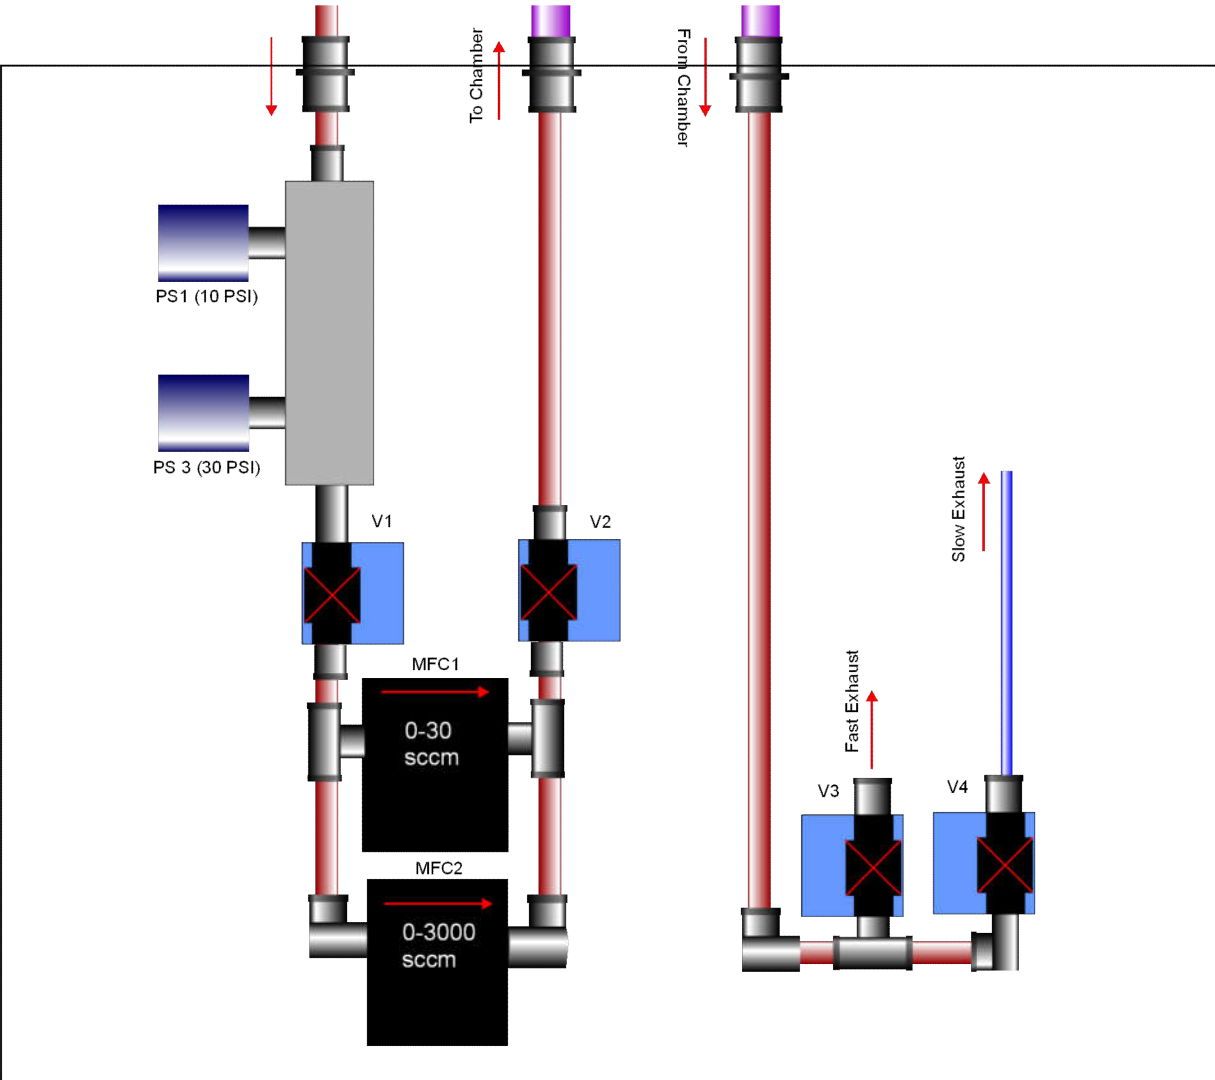 To Chamber
From Chamber
PS1 (10 PSI)
PS 3 (30 PSI)
V1
V2
Slow Exhaust
MFC1
0-30
sccm
Fast Exhaust
V3
V4
MFC2
0-3000
sccm